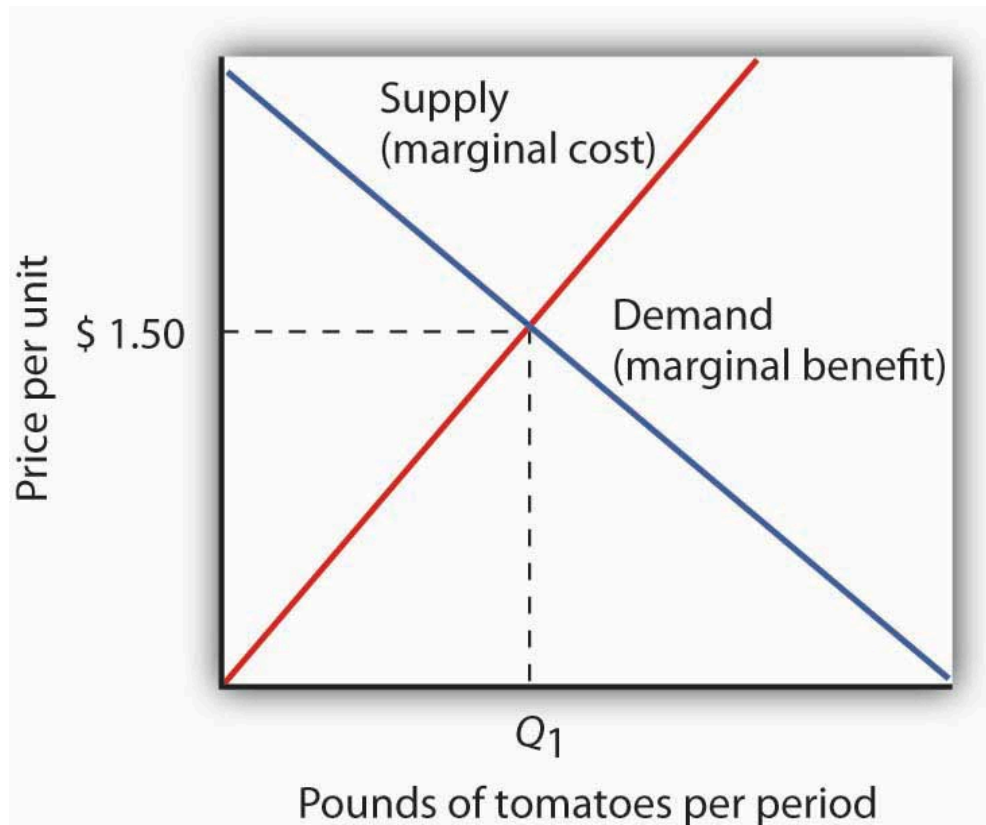 Supply
(marginal cost)
Demand
(marginal benefit)
Price per unit
$ 1.50
Q1
Pounds of tomatoes per period